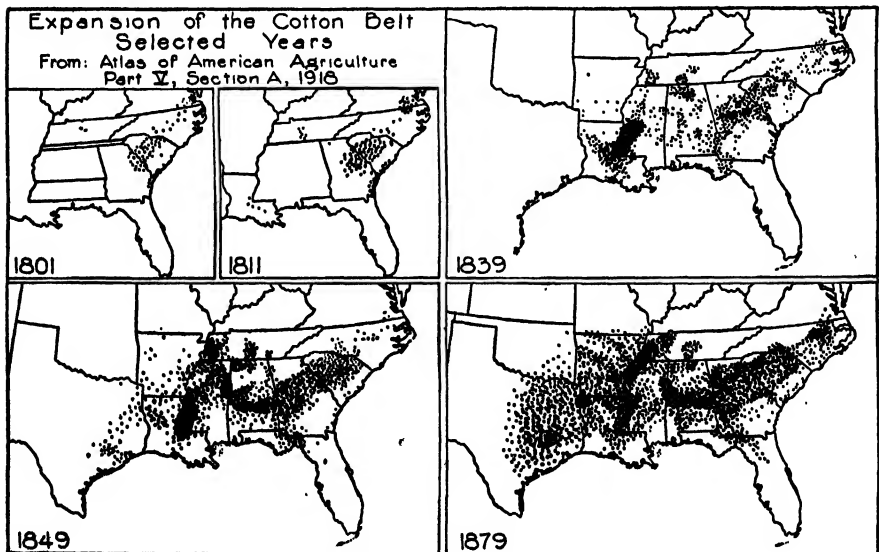 Expansion of the Cotton Belt
Selected Years
From: Atlas of American Agriculture
Part V, Section A, 1918
1801
1811
1839
1849
1879